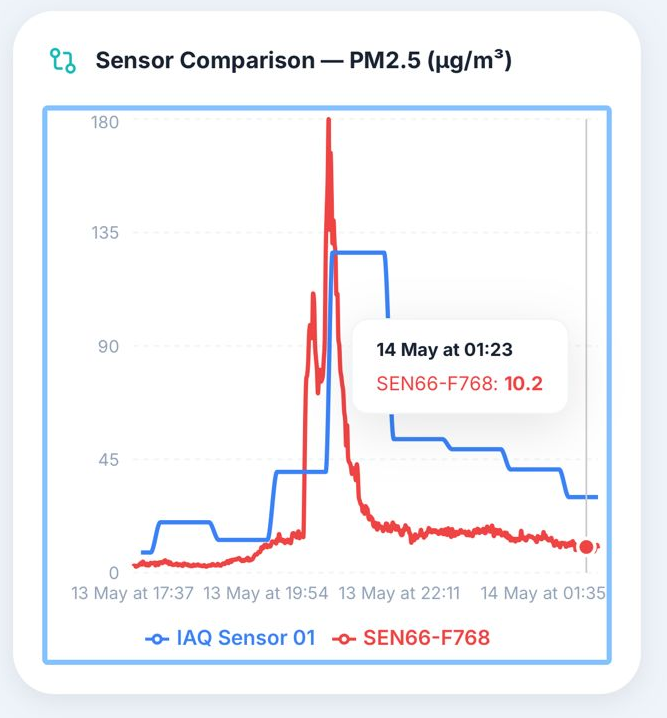 Sensor Comparison — PM2.5 (µg/m³)
180
135
90
45
0
14 May at 01:23
SEN66-F768: 10.2
13 May at 17:37 13 May at 19:54 13 May at 22:11 14 May at 01:35
IAQ Sensor 01 SEN66-F768